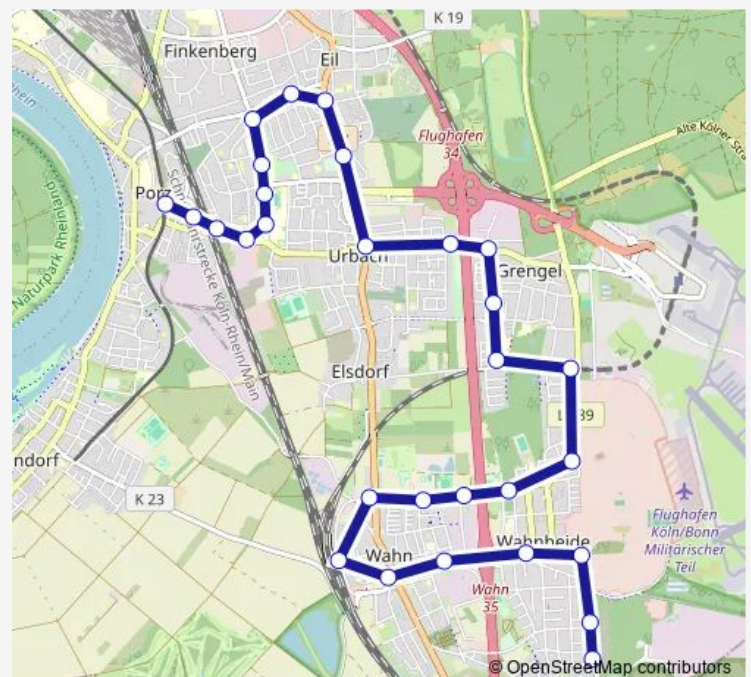 K 19
Finkenberg
Eil
Rhein
Flughafen
34
Alte Kölner Str
Porz
Naturpark Rheinland
Urbach
Grengel
Elsdorf
ndorf
K 23
Wahn
Wahnheide
Flughafen
Köln/Bonn
Militärischer
Teil
Wahn
35
© OpenStreetMap contributors